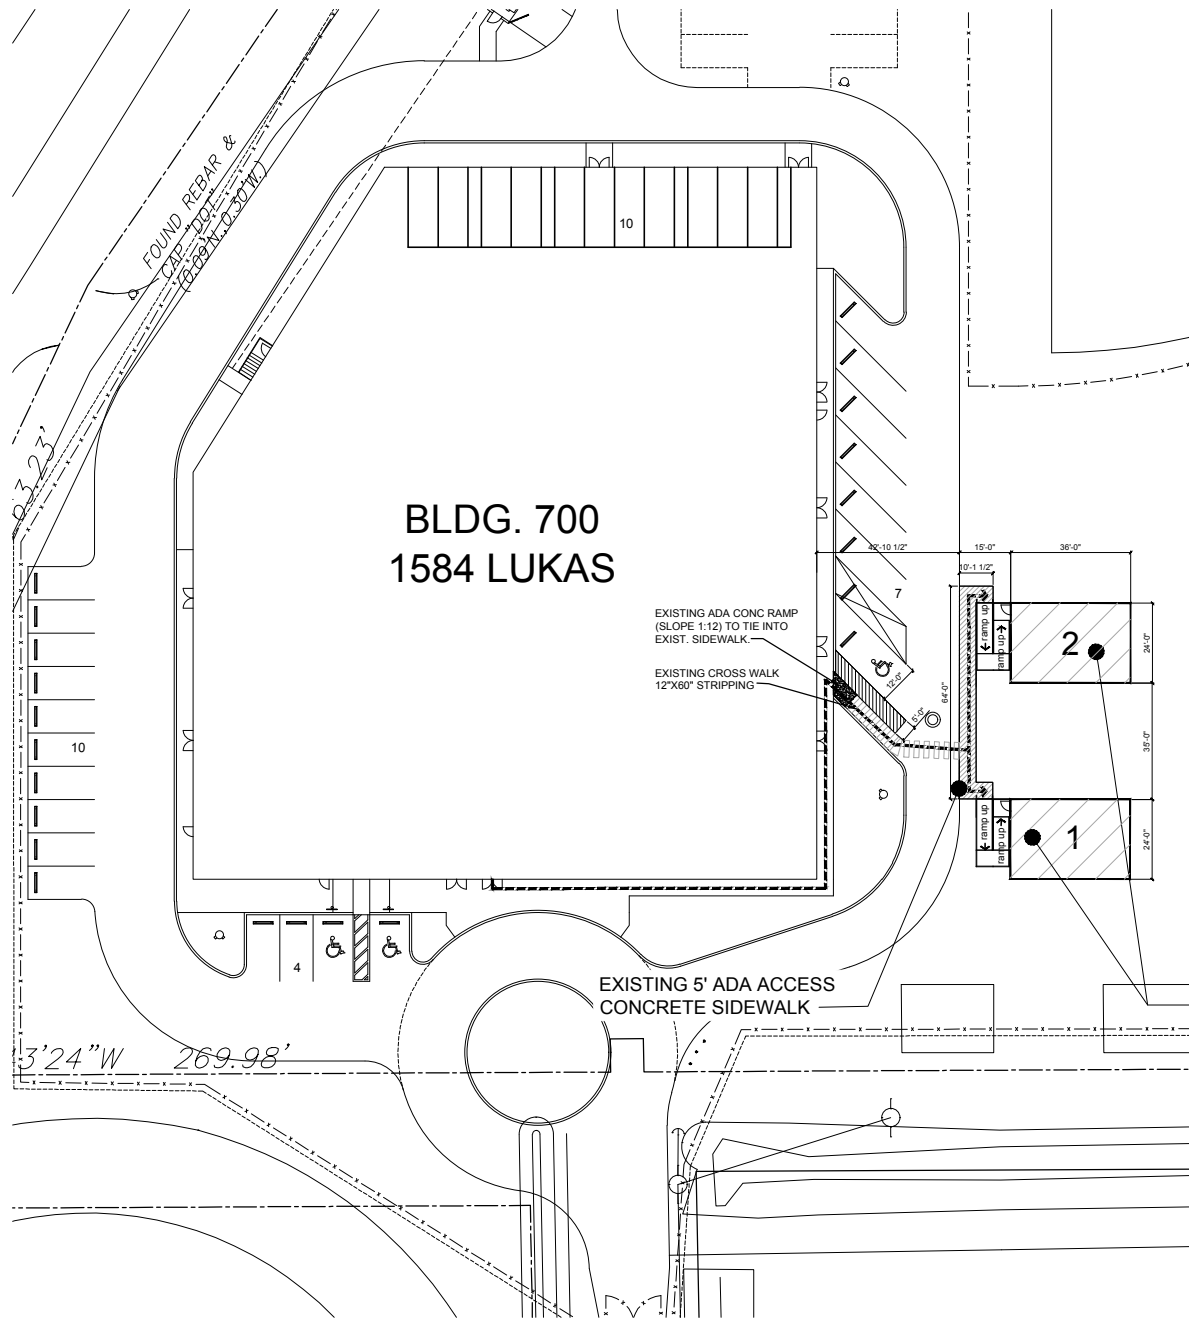 FOUND REBAR &
CAP "DOT"
(0.09'N, 0.30'W.)
10
63.23'
BLDG. 700
1584 LUKAS
42'-10 1/2"
15'-0"
36'-0"
10'-1 1/2"
7
EXISTING ADA CONC RAMP
(SLOPE 1:12) TO TIE INTO
EXIST. SIDEWALK.
EXISTING CROSS WALK
12"X60" STRIPPING
12'-0"
5'-0"
64'-0"
ramp up
ramp up
2
24'-0"
35'-0"
10
ramp up
ramp up
1
24'-0"
4
EXISTING 5' ADA ACCESS
CONCRETE SIDEWALK
3'24"W 269.98'